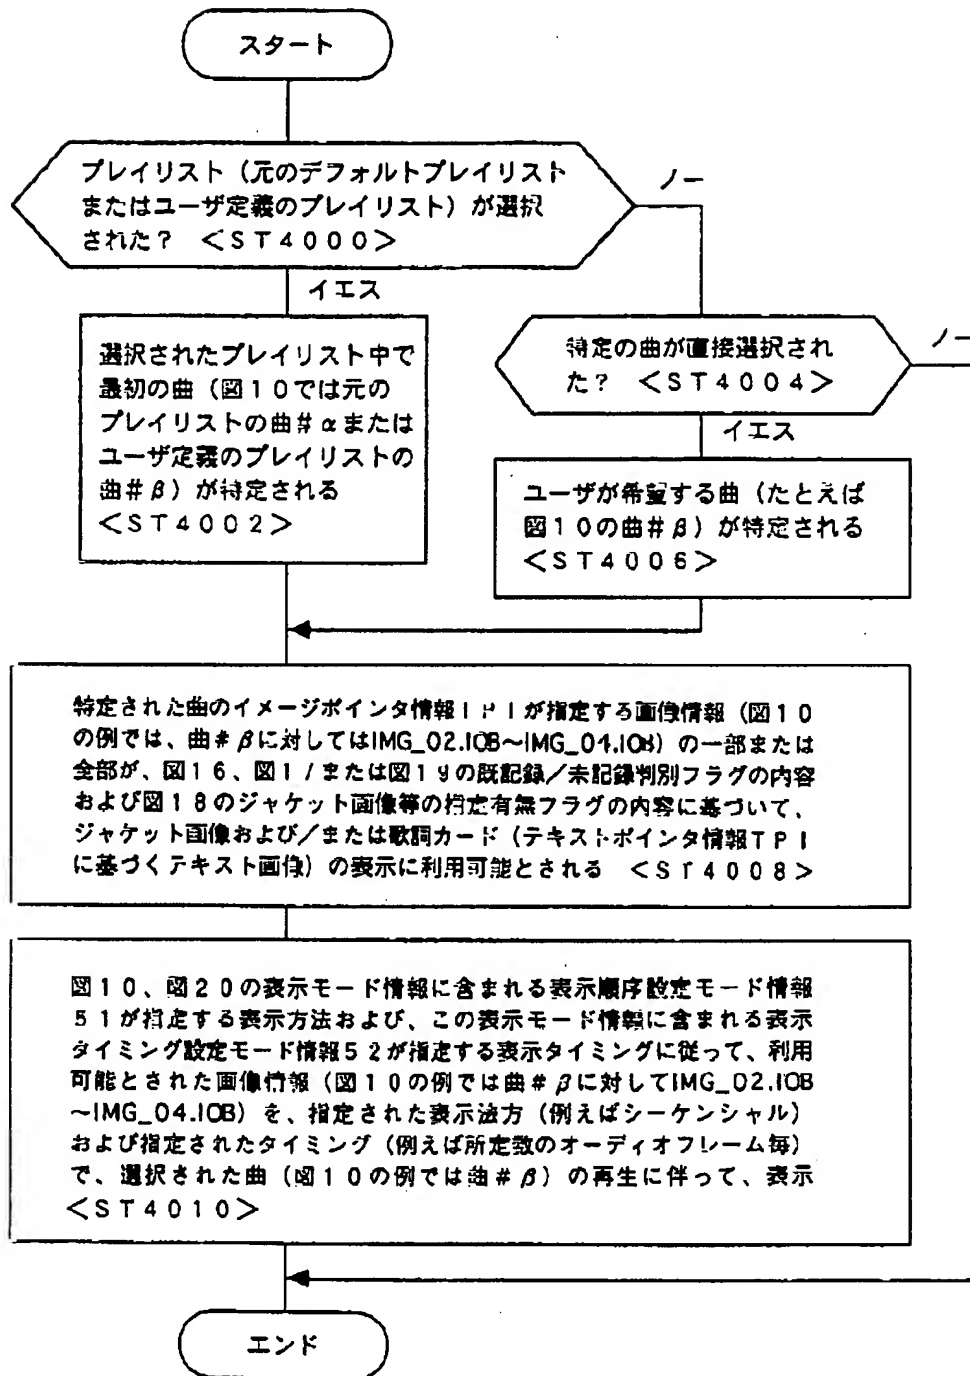 スタート
プレイリスト（元のデフォルトプレイリスト
またはユーザ定義のプレイリスト）が選択
された？ ＜ＳＴ４０００＞
ノー
イエス
選択されたプレイリスト中で
最初の曲（図１０では元の
プレイリストの曲＃αまたは
ユーザ定義のプレイリストの
曲＃β）が特定される
＜ＳＴ４００２＞
特定の曲が直接選択され
た？ ＜ＳＴ４００４＞
ノー
イエス
ユーザが希望する曲（たとえば
図１０の曲＃β）が特定される
＜ＳＴ４００６＞
特定された曲のイメージポインタ情報ＩＰＩが指定する画像情報（図１０
の例では、曲＃βに対してはIMG_02.IOB～IMG_04.IOB）の一部または
全部が、図１６、図１７または図１９の既記録／未記録判別フラグの内容
および図１８のジャケット画像等の指定有無フラグの内容に基づいて、
ジャケット画像および／または歌詞カード（テキストポインタ情報ＴＰＩ
に基づくテキスト画像）の表示に利用可能とされる ＜ＳＴ４００８＞
図１０、図２０の表示モード情報に含まれる表示順序設定モード情報
５１が指定する表示方法および、この表示モード情報に含まれる表示
タイミング設定モード情報５２が指定する表示タイミングに従って、利用
可能とされた画像情報（図１０の例では曲＃βに対してIMG_02.IOB
～IMG_04.IOB）を、指定された表示法方（例えばシーケンシャル）
および指定されたタイミング（例えば所定数のオーディオフレーム毎）
で、選択された曲（図１０の例では曲＃β）の再生に伴って、表示
＜ＳＴ４０１０＞
エンド